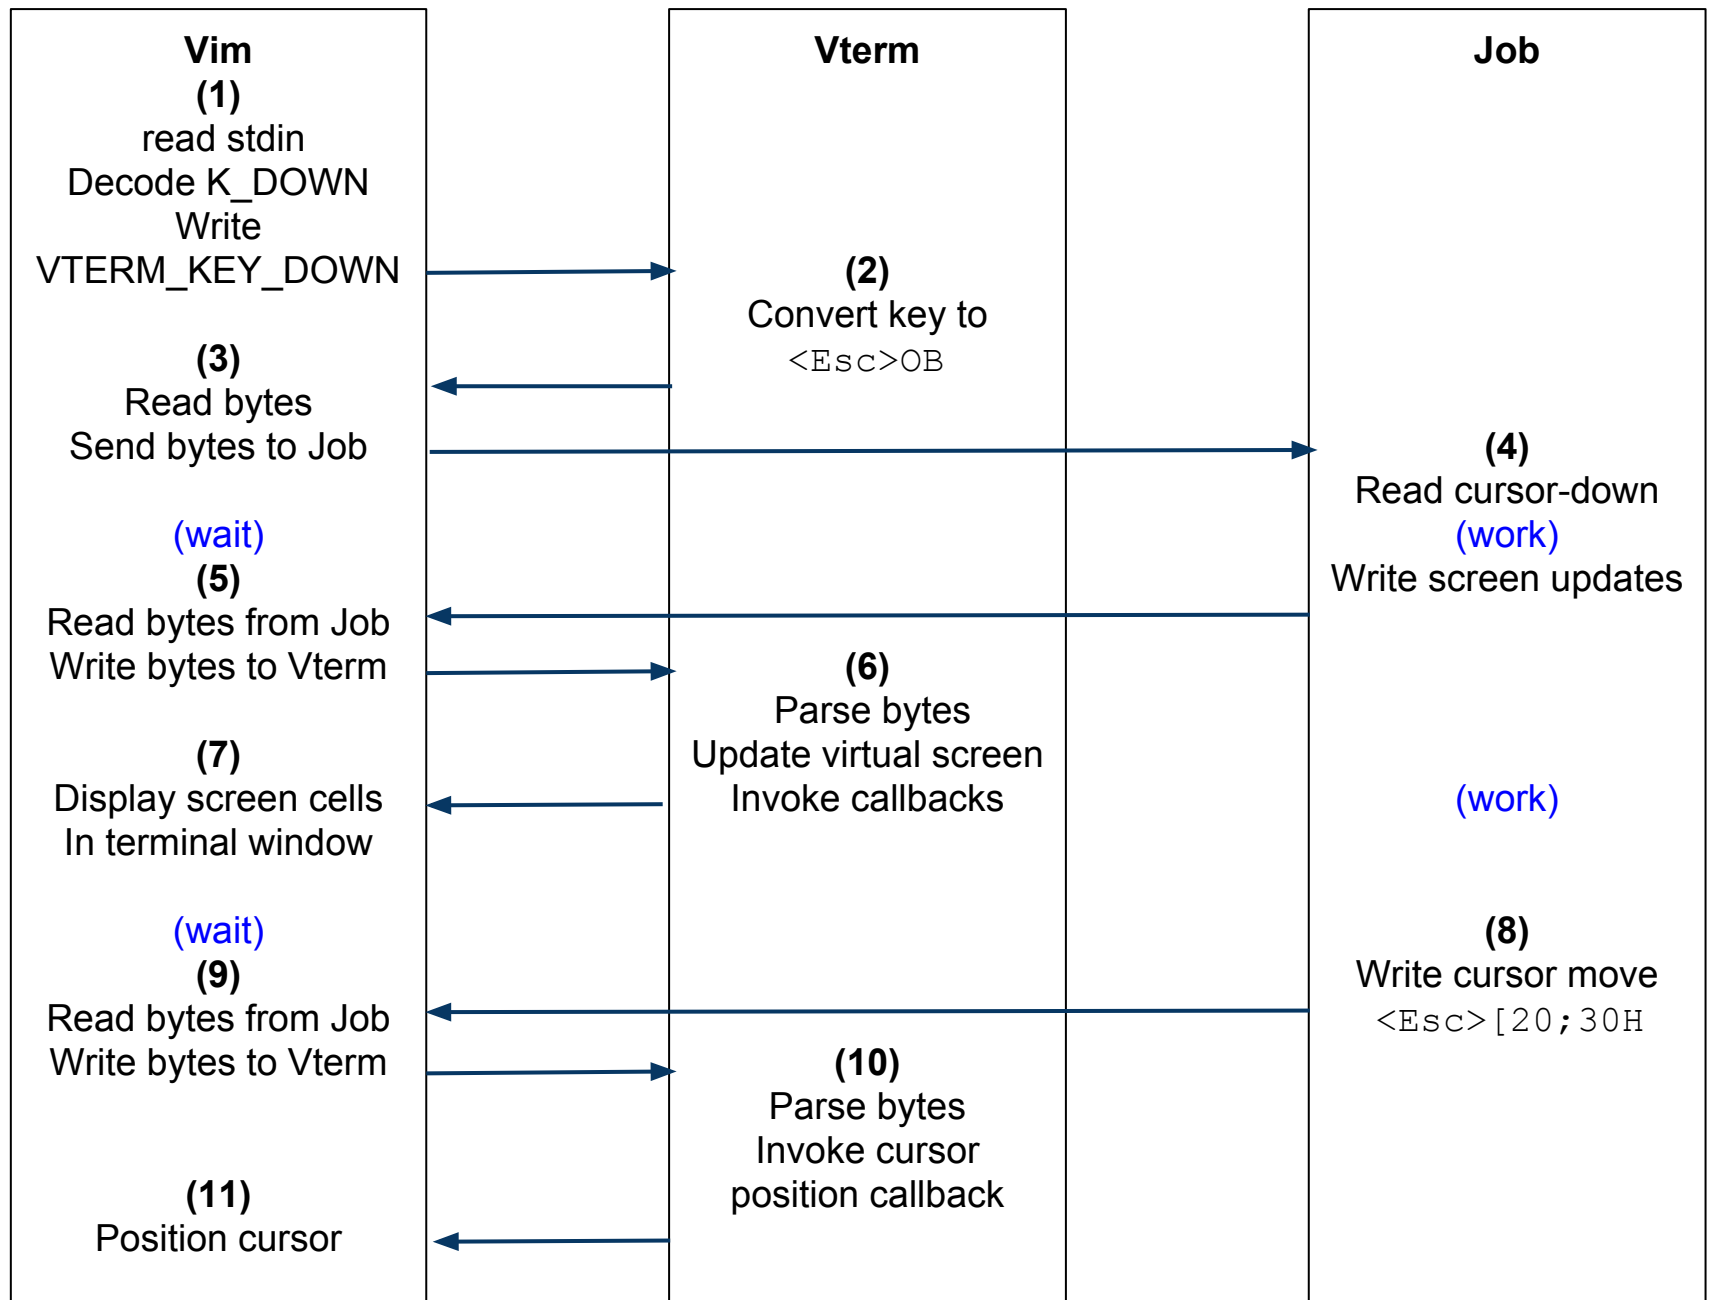 Vim
(1)
read stdin
Decode K_DOWN
Write
VTERM_KEY_DOWN
(3)
Read bytes
Send bytes to Job
(wait)
(5)
Read bytes from Job
Write bytes to Vterm
(7)
Display screen cells
In terminal window
(wait)
(9)
Read bytes from Job
Write bytes to Vterm
(11)
Position cursor
Vterm
(2)
Convert key to
<Esc>OB
(6)
Parse bytes
Update virtual screen
Invoke callbacks
(10)
Parse bytes
Invoke cursor
position callback
Job
(4)
Read cursor-down
(work)
Write screen updates
(work)
(8)
Write cursor move
<Esc>[20;30H